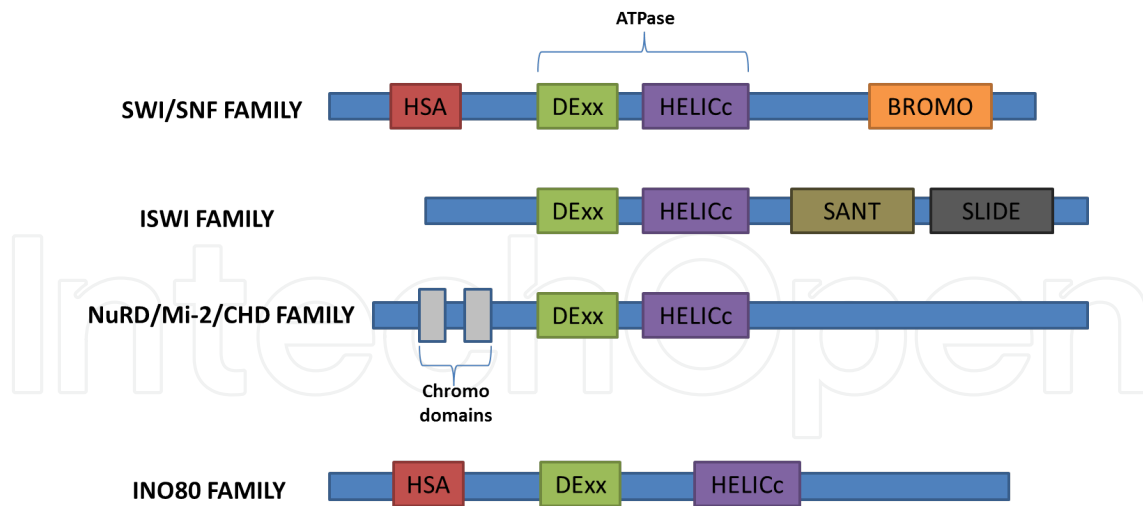 ATPase
SWI/SNF FAMILY HSA DExx HELICc BROMO
ISWI FAMILY DExx HELICc SANT SLIDE
NuRD/Mi-2/CHD FAMILY DExx HELICc
Chromo
domains
INO80 FAMILY HSA DExx HELICc
IntechOpen